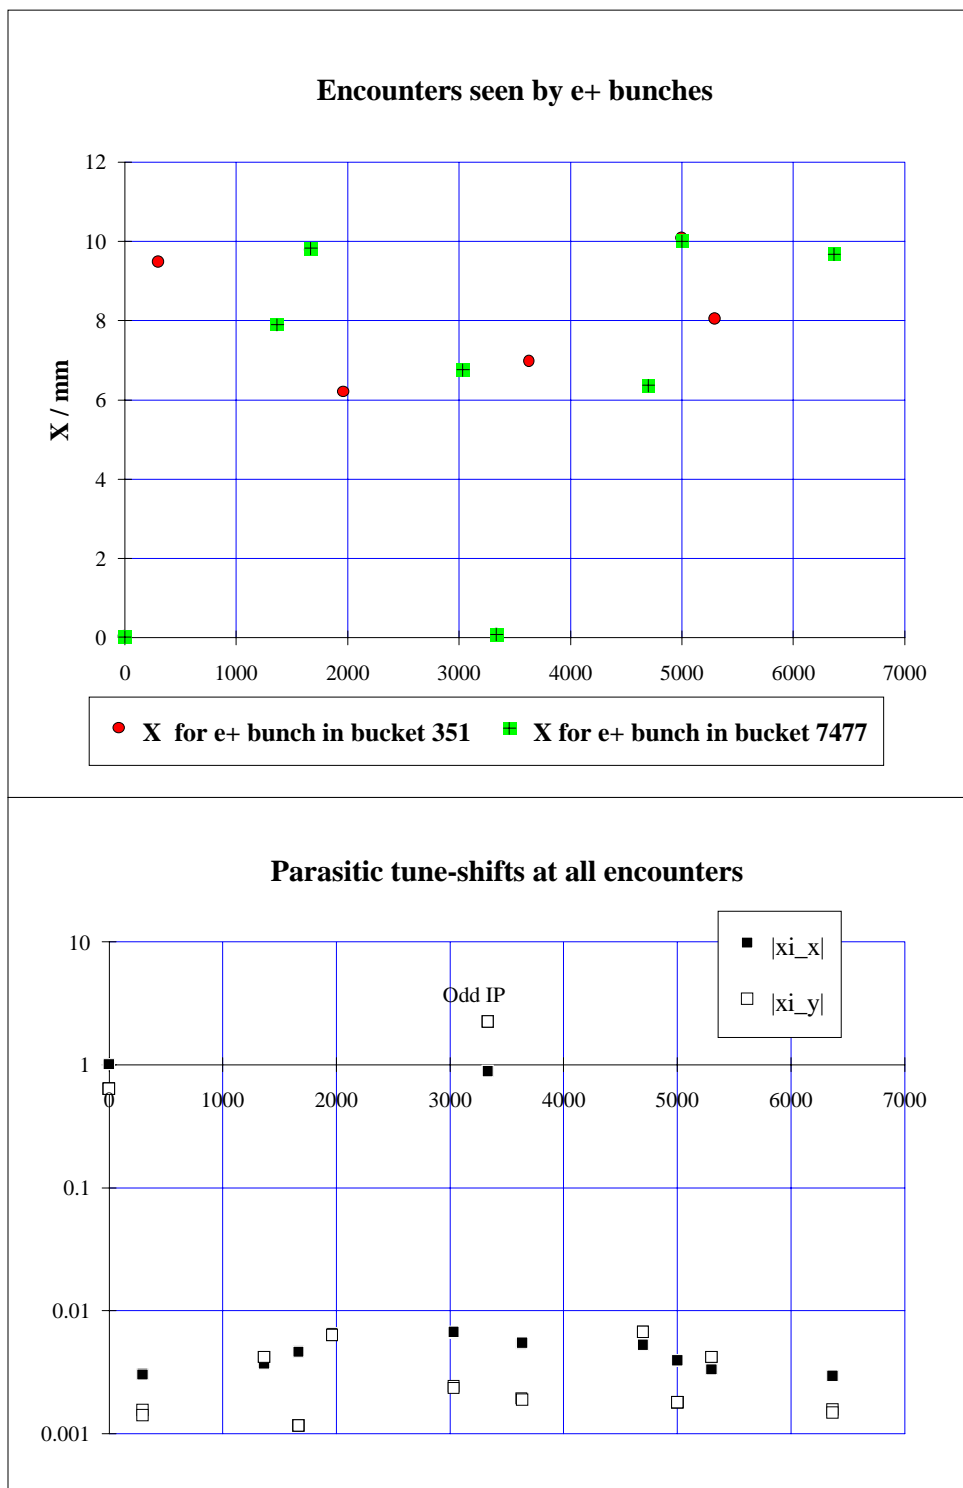 Encounters seen by e+ bunches
12
10
8
6
4
2
0
X / mm
0 1000 2000 3000 4000 5000 6000 7000
X for e+ bunch in bucket 351 X for e+ bunch in bucket 7477
Parasitic tune-shifts at all encounters
|xi_x|
|xi_y|
Odd IP
10
1
0.1
0.01
0.001
0 1000 2000 3000 4000 5000 6000 7000